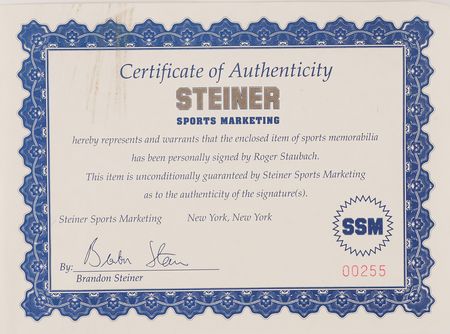 Certificate of Authenticity
STEINER
SPORTS MARKETING
hereby represents and warrants that the enclosed item of sports memorabilia
has been personally signed by Roger Staubach.
This item is unconditionally guaranteed by Steiner Sports Marketing
as to the authenticity of the signature(s).
Steiner Sports Marketing New York, New York
SSM
By:
Brandon Steiner
00255